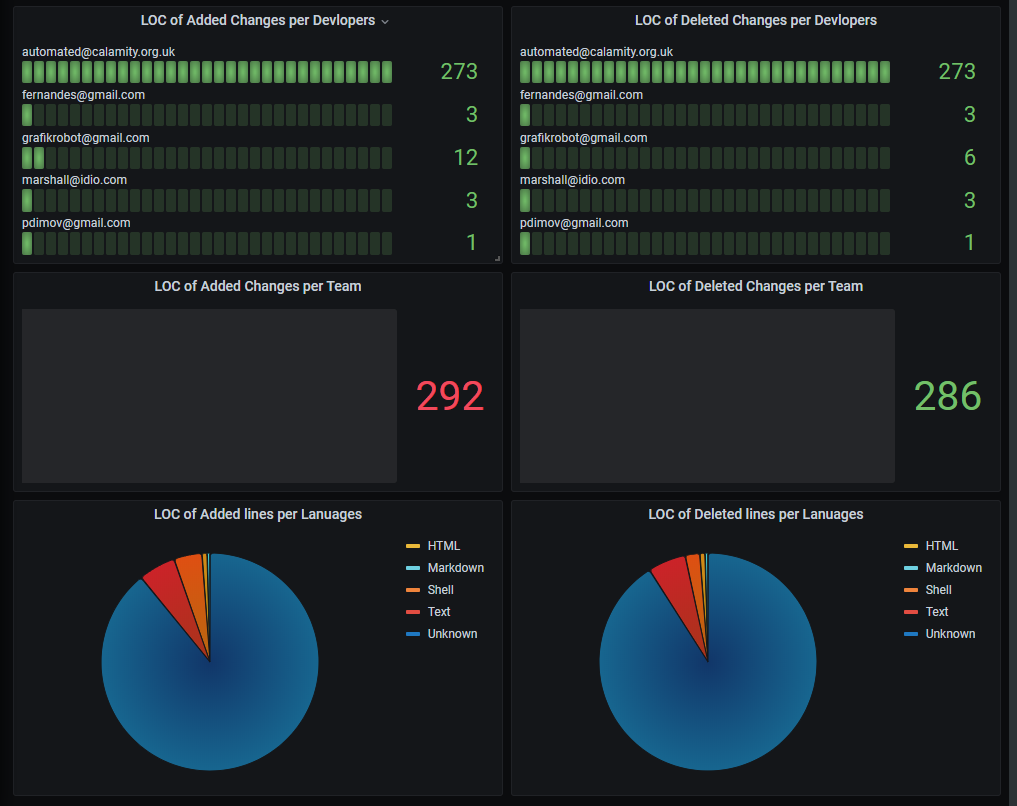 LOC of Added Changes per Devlopers
automated@calamity.org.uk
273
fernandes@gmail.com
3
grafikrobot@gmail.com
12
marshall@idio.com
3
pdimov@gmail.com
1
LOC of Deleted Changes per Devlopers
automated@calamity.org.uk
273
fernandes@gmail.com
3
grafikrobot@gmail.com
6
marshall@idio.com
3
pdimov@gmail.com
1
LOC of Added Changes per Team
292
LOC of Deleted Changes per Team
286
LOC of Added lines per Lanuages
HTML
Markdown
Shell
Text
Unknown
LOC of Deleted lines per Lanuages
HTML
Markdown
Shell
Text
Unknown